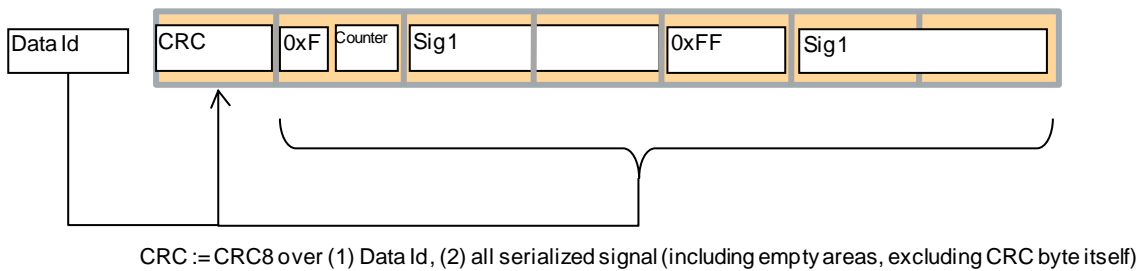 Data Id CRC 0xF Counter Sig1 0xFF Sig1
CRC := CRC8 over (1) Data Id, (2) all serialized signal (including empty areas, excluding CRC byte itself)